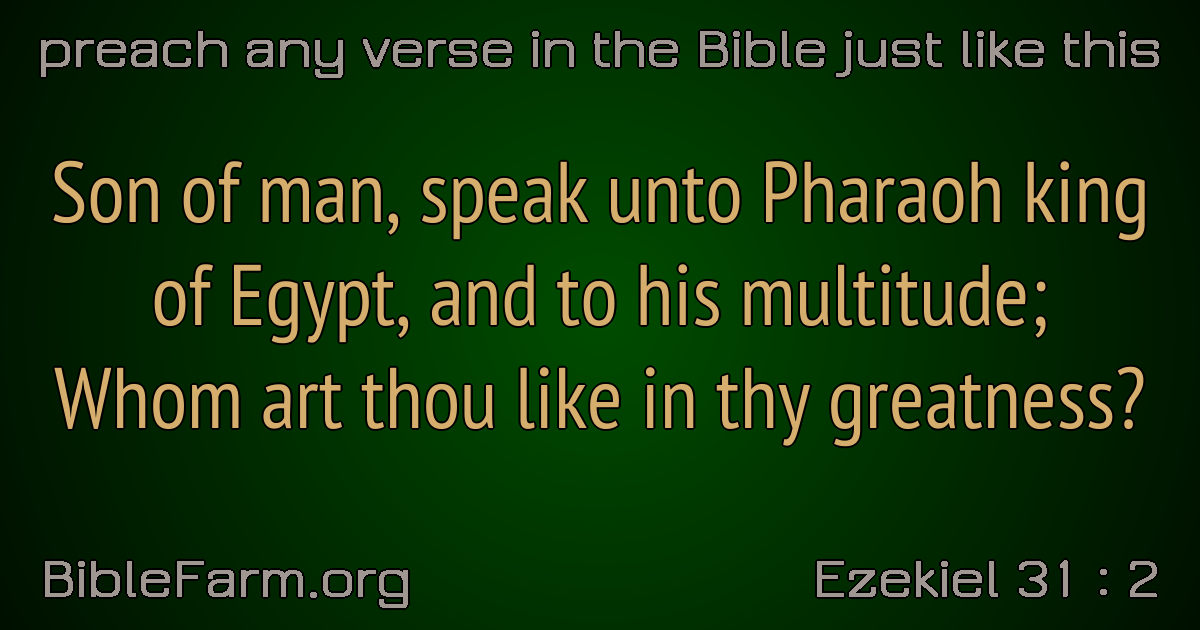 preach any verse in the Bible just like this
Son of man, speak unto Pharaoh king
of Egypt, and to his multitude;
Whom art thou like in thy greatness?
BibleFarm.org
Ezekiel 31 : 2